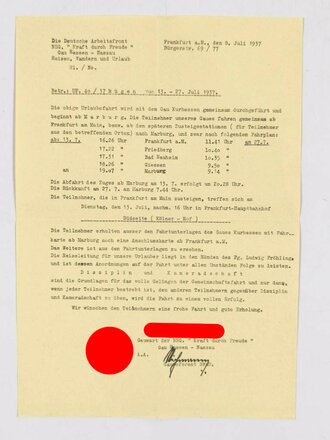 Die Deutsche Arbeitsfront
NSG. " Kraft durch Freude "
Gau Hessen - Nassau
Reisen, Wandern und Urlaub
Frankfurt a.M., den 8. Juli 1937
Bürgerstr. 69 / 77
Betr.: UF. 40 / 37 Rügen vom 13. - 27. Juli 1937.
Die obige Urlaubsfahrt wird mit dem Gau Kurhessen gemeinsam durchgeführt und
beginnt ab Marburg. Die Teilnehmer unseres Gaues fahren gemeinsam ab
Frankfurt am Main, bezw. ab den späteren Zusteigestationen (für Teilnehmer
aus den betreffenden Orten) nach Marburg, und zwar nach folgendem Fahrplan:
ab: 13.7. 16.26 Uhr Frankfurt a.M. 11.41 Uhr an 27.7.
17.22 " Friedberg 10.40 "
17.31 " Bad Nauheim 10.35 "
18.26 " Giessen 9.50 "
an 19.07 " Marburg 9.14 "
Die Abfahrt des Zuges ab Marburg am 13. 7. erfolgt um 20.28 Uhr.
Die Rückkunft am 27. 7. an Marburg 7.44 Uhr.
Die Teilnehmer, die in Frankfurt am Main zusteigen, treffen sich am
Dienstag, den 13. Juli, nachm. 16 Uhr in Frankfurt-Hauptbahnhof
Südseite (Kölner - Hof)
Die Teilnehmer erhalten ausser den Fahrtunterlagen des Gaues Kurhessen mit Fahr-
karte ab Marburg noch eine Anschlusskarte ab Frankfurt a.M.
Das Weitere ist aus den Fahrtunterlagen zu ersehen.
Die Reiseleitung für unsere Urlauber liegt in den Händen des Pg. Ludwig Fröhling,
und ist dessen Anordnungen auf der Fahrt unter allen Umständen Folge zu leisten.
Disziplin und Kameradschaft
sind die Grundlagen für das volle Gelingen der Gemeinschaftsfahrt und nur dann,
wenn jeder Teilnehmer bestrebt ist, den anderen Teilnehmern gegenüber Disziplin
und Kameradschaft zu üben, wird die Fahrt zu einem vollen Erfolg.
Wir wünschen den Teilnehmern eine frohe Fahrt und gute Erholung.
Gauwart der NSG. "Kraft durch Freude"
Gau Hessen - Nassau
i.A.